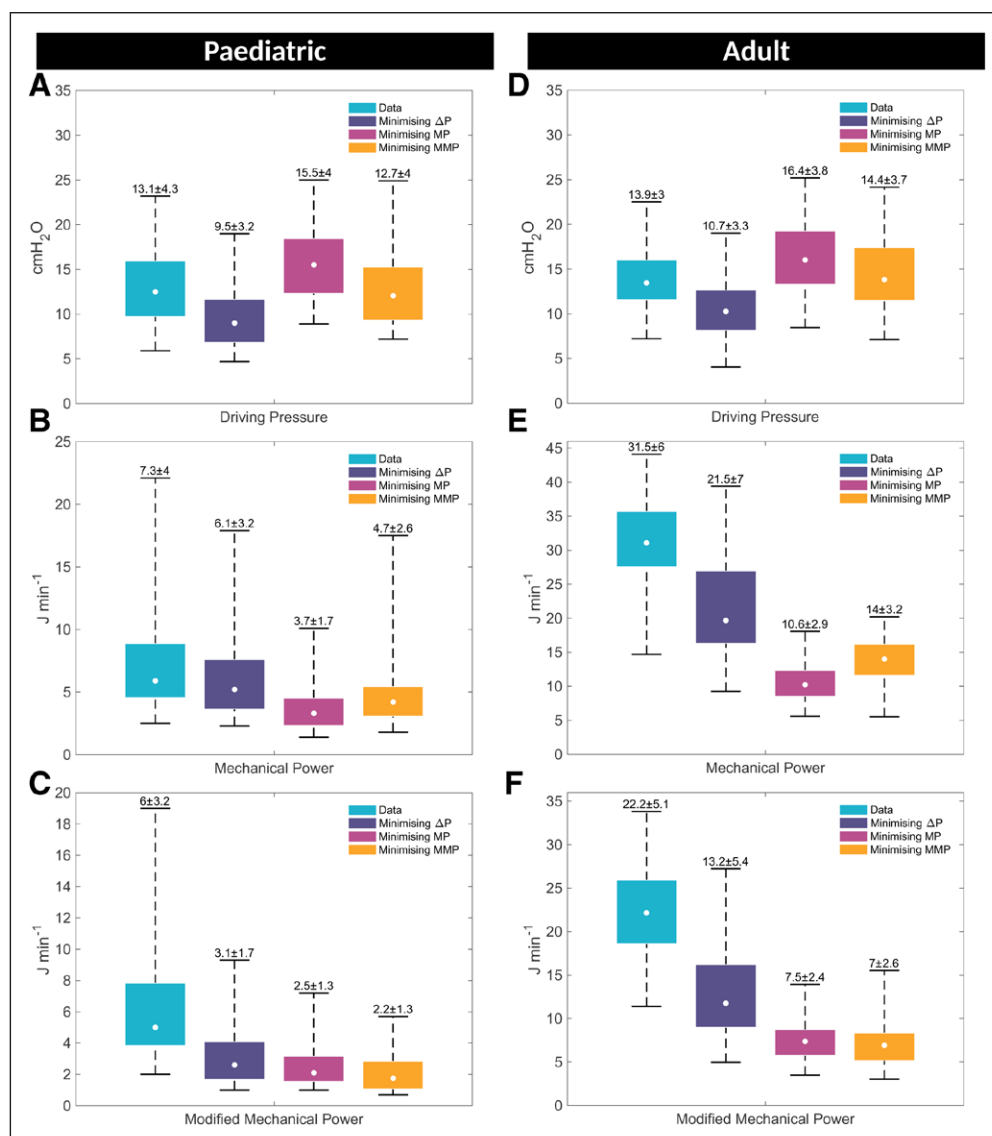 Paediatric
A
35
30
25
20
15
10
5
0
cmH2O
Data
Minimising ΔP
Minimising MP
Minimising MMP
13.1±4.3
9.5±3.2
15.5±4
12.7±4
Driving Pressure
B
25
20
15
10
5
0
J min-1
Data
Minimising ΔP
Minimising MP
Minimising MMP
7.3±4
6.1±3.2
3.7±1.7
4.7±2.6
Mechanical Power
C
20
18
16
14
12
10
8
6
4
2
0
J min-1
Data
Minimising ΔP
Minimising MP
Minimising MMP
6±3.2
3.1±1.7
2.5±1.3
2.2±1.3
Modified Mechanical Power
Adult
D
35
30
25
20
15
10
5
0
cmH2O
Data
Minimising ΔP
Minimising MP
Minimising MMP
13.9±3
10.7±3.3
16.4±3.8
14.4±3.7
Driving Pressure
E
45
40
35
30
25
20
15
10
5
0
J min-1
Data
Minimising ΔP
Minimising MP
Minimising MMP
31.5±6
21.5±7
10.6±2.9
14±3.2
Mechanical Power
F
35
30
25
20
15
10
5
0
J min-1
Data
Minimising ΔP
Minimising MP
Minimising MMP
22.2±5.1
13.2±5.4
7.5±2.4
7±2.6
Modified Mechanical Power